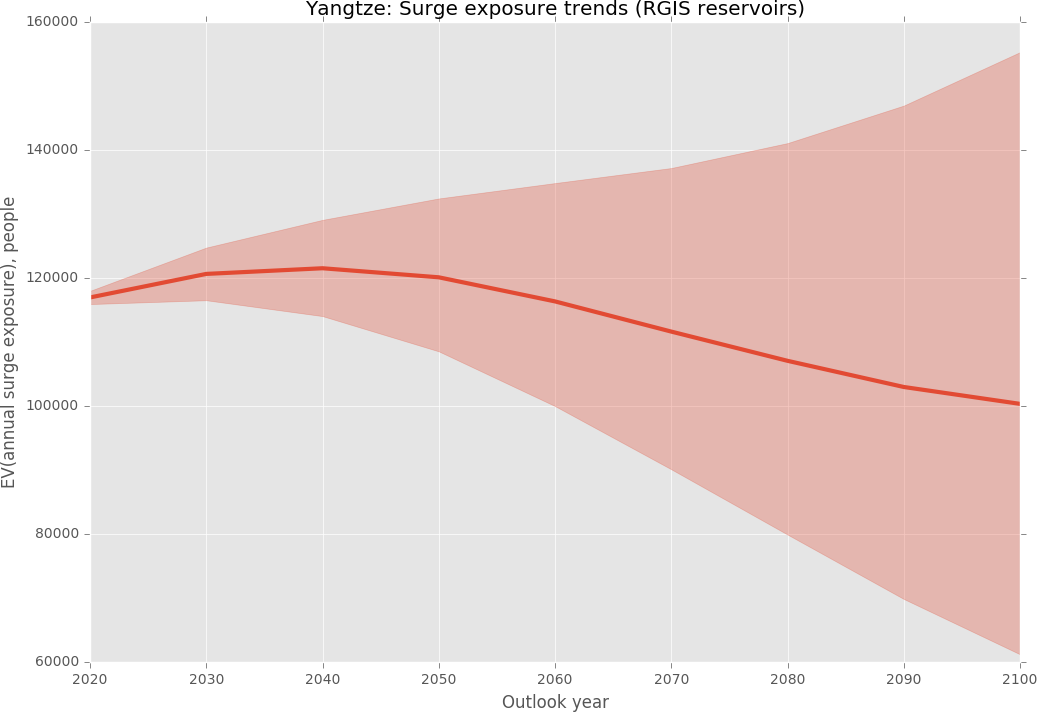 Yangtze: Surge exposure trends (RGIS reservoirs)
EV(annual surge exposure), people
160000
140000
120000
100000
80000
60000
2020 2030 2040 2050 2060 2070 2080 2090 2100
Outlook year